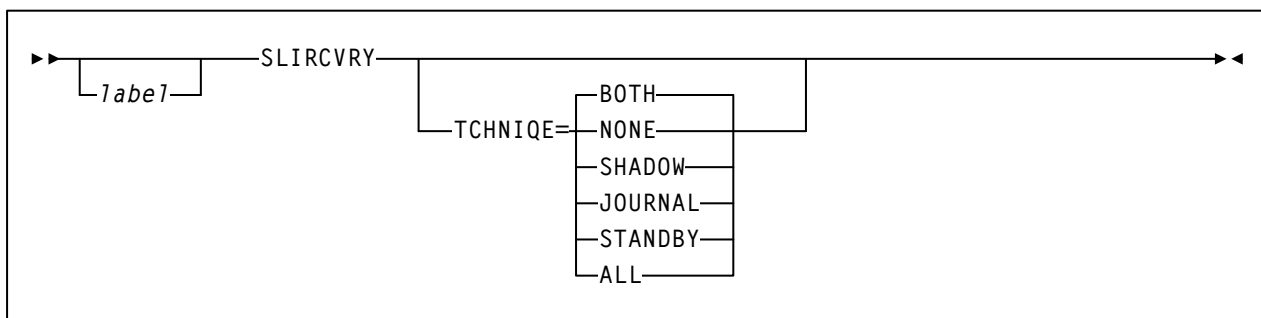 SLIRCVRY
label
BOTH
TCHNIQE= NONE
SHADOW
JOURNAL
STANDBY
ALL